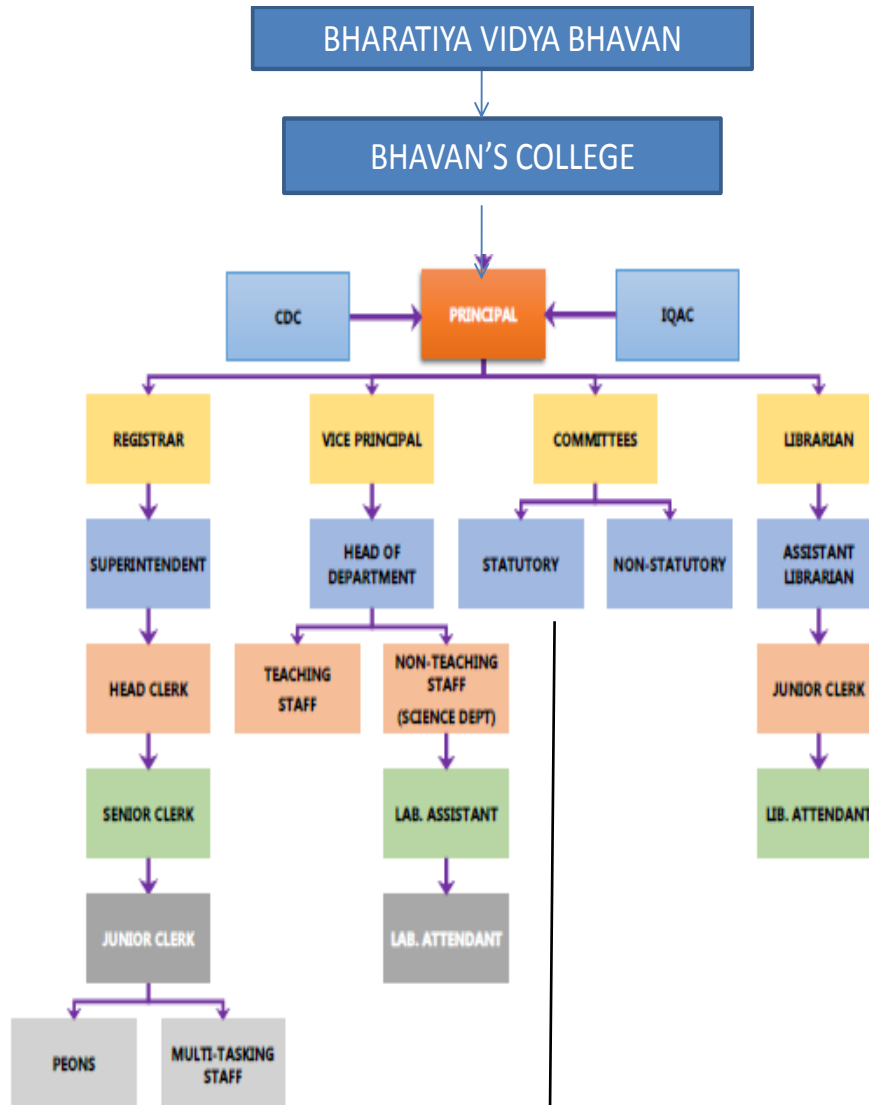 BHARATIYA VIDYA BHAVAN
BHAVAN’S COLLEGE
CDC
PRINCIPAL
IQAC
REGISTRAR
VICE PRINCIPAL
COMMITTEES
LIBRARIAN
SUPERINTENDENT
HEAD OF
DEPARTMENT
STATUTORY
NON-STATUTORY
ASSISTANT
LIBRARIAN
HEAD CLERK
TEACHING
STAFF
NON-TEACHING
STAFF
(SCIENCE DEPT)
JUNIOR CLERK
SENIOR CLERK
LAB. ASSISTANT
LIB. ATTENDANT
JUNIOR CLERK
LAB. ATTENDANT
PEONS
MULTI-TASKING
STAFF